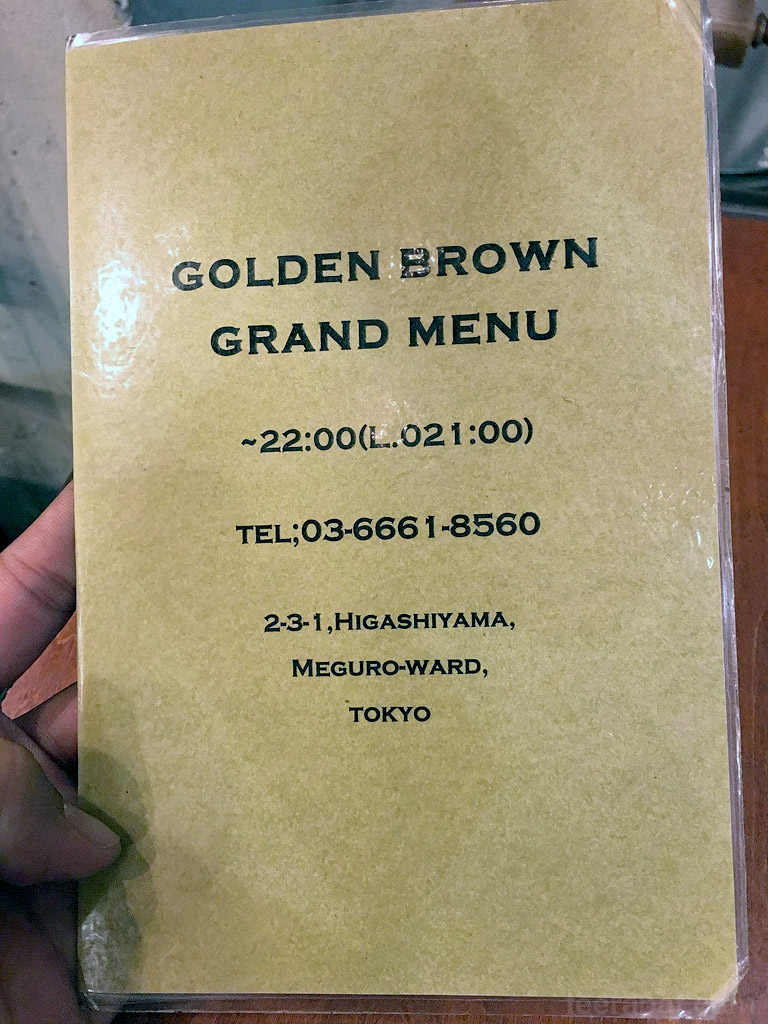 GOLDEN BROWN
GRAND MENU
~22:00(L.O21:00)
TEL;03-6661-8560
2-3-1,HIGASHIYAMA,
MEGURO-WARD,
TOKYO